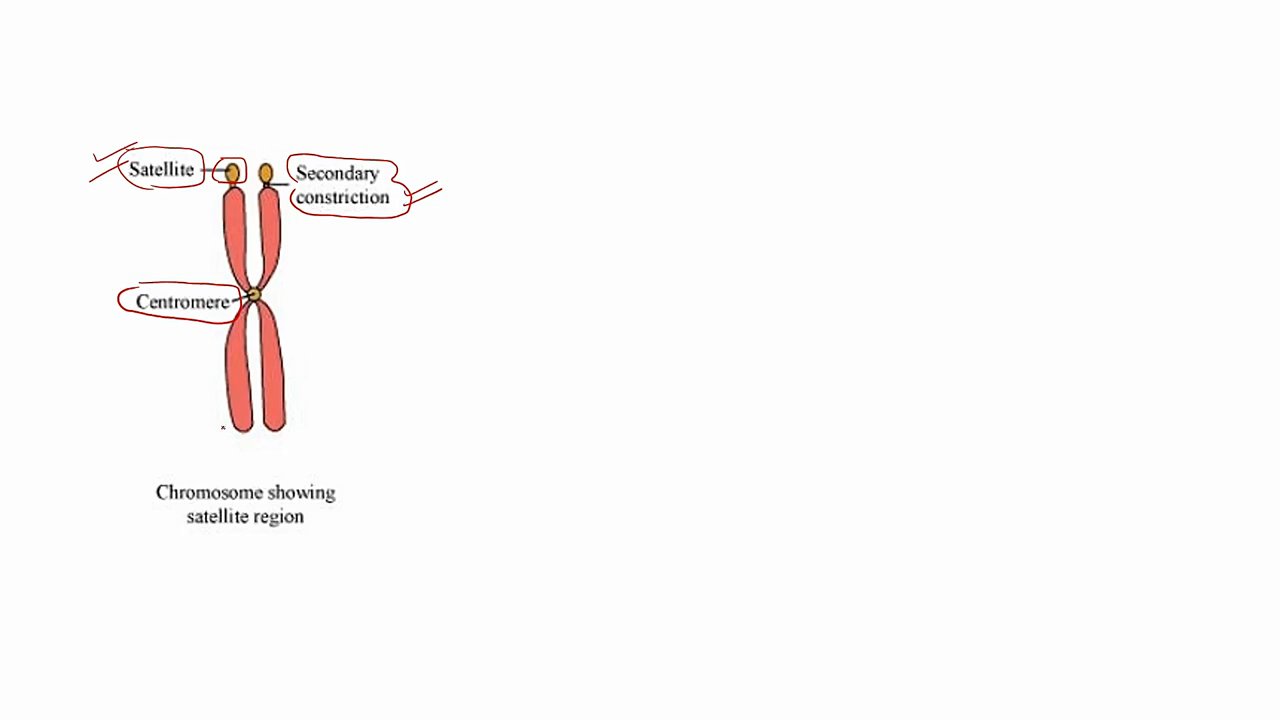 Satellite
Secondary
constriction
Centromere
Chromosome showing
satellite region